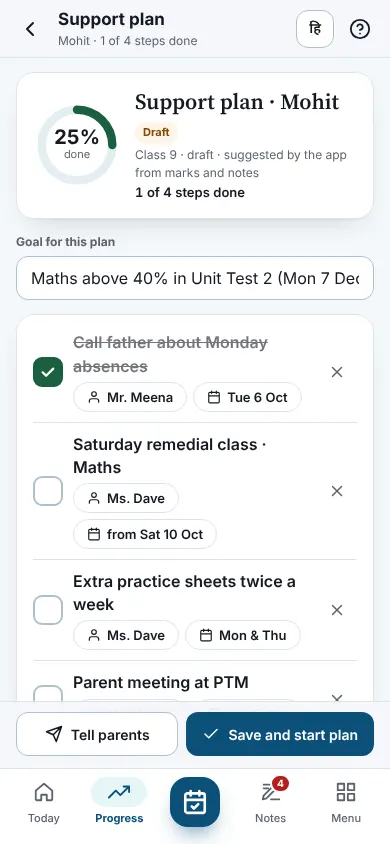 Support plan
Mohit · 1 of 4 steps done
हि
25%
done
Support plan · Mohit
Draft
Class 9 · draft · suggested by the app
from marks and notes
1 of 4 steps done
Goal for this plan
Maths above 40% in Unit Test 2 (Mon 7 Dec
Call father about Monday
absences
Mr. Meena
Tue 6 Oct
Saturday remedial class ·
Maths
Ms. Dave
from Sat 10 Oct
Extra practice sheets twice a
week
Ms. Dave
Mon & Thu
Parent meeting at PTM
Tell parents
Save and start plan
Today
Progress
4
Notes
Menu